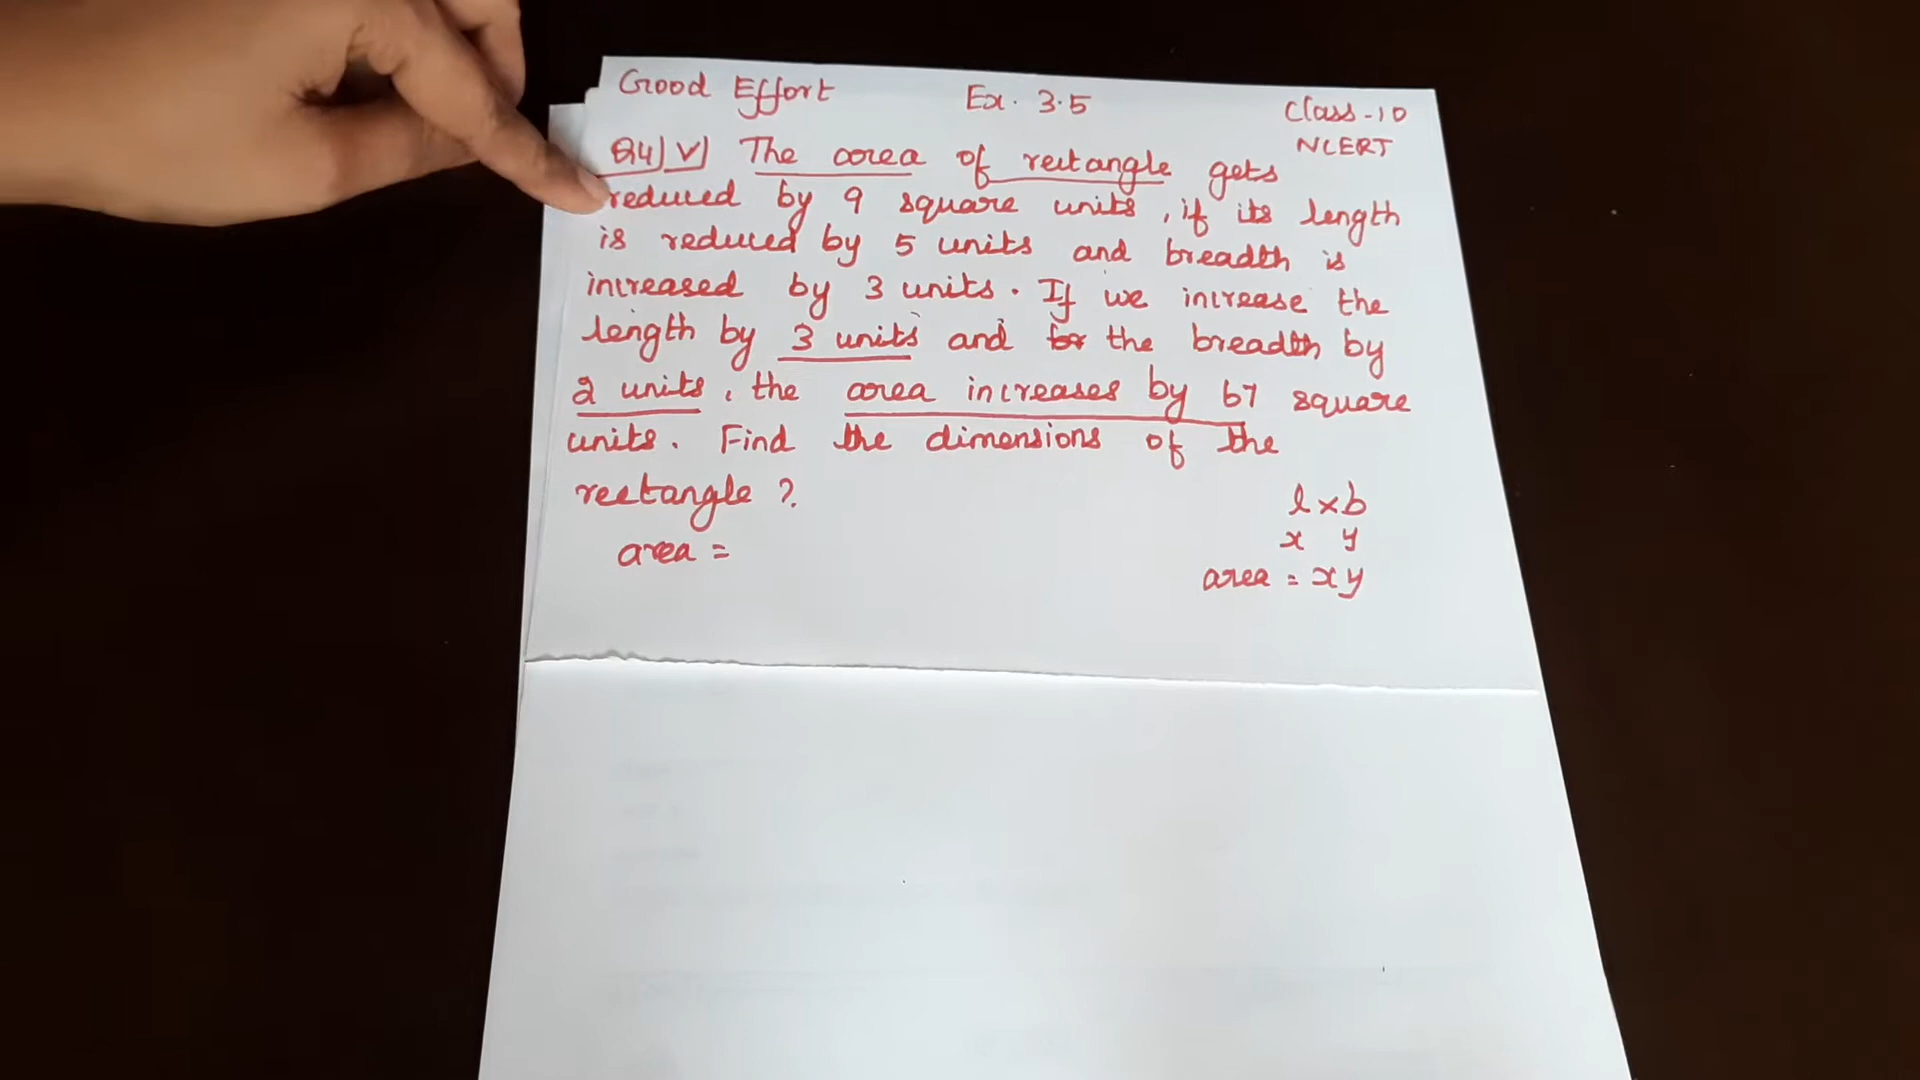 Good Effort Ex. 3.5 Class-10
NCERT
Q4) V) The area of rectangle gets
reduced by 9 square units, if its length
is reduced by 5 units and breadth is
increased by 3 units. If we increase the
length by 3 units and the breadth by
2 units, the area increases by 67 square
units. Find the dimensions of the
rectangle?
l x b
x y
area =
area = xy